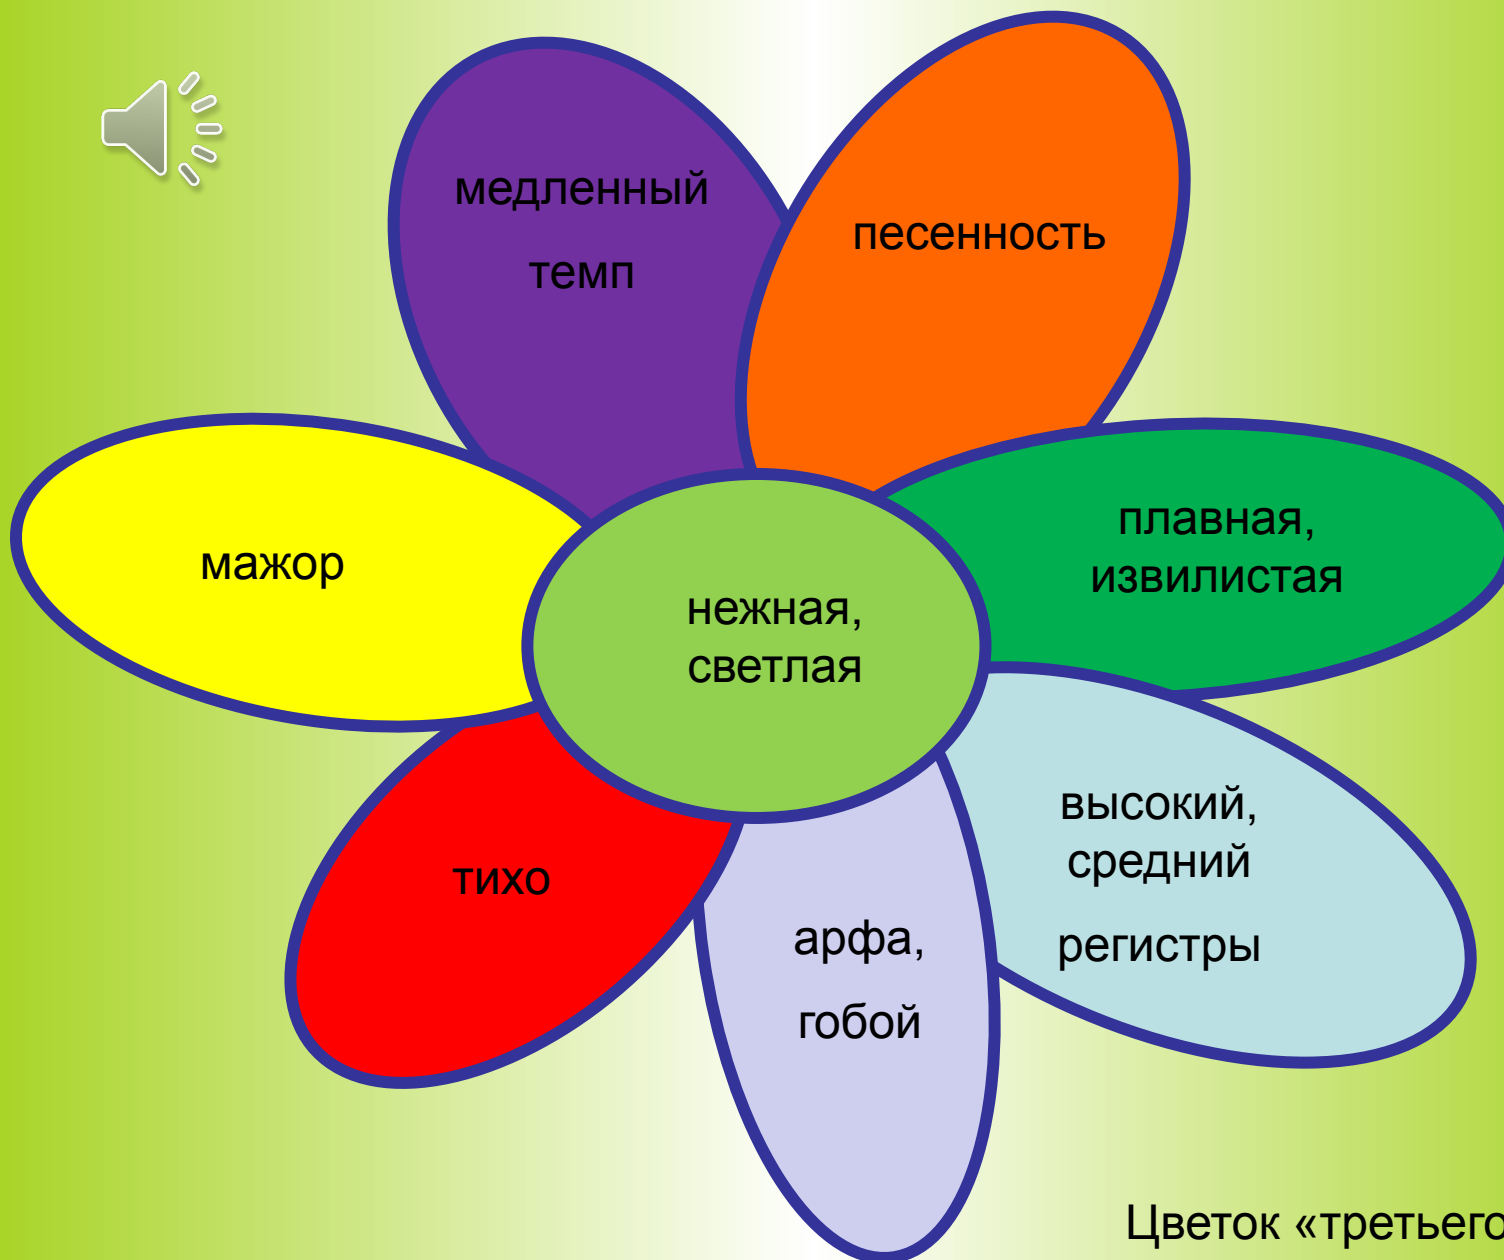 медленный
темп
песенность
мажор
плавная,
извилистая
нежная,
светлая
высокий,
средний
регистры
тихо
арфа,
гобой
Цветок «третьего